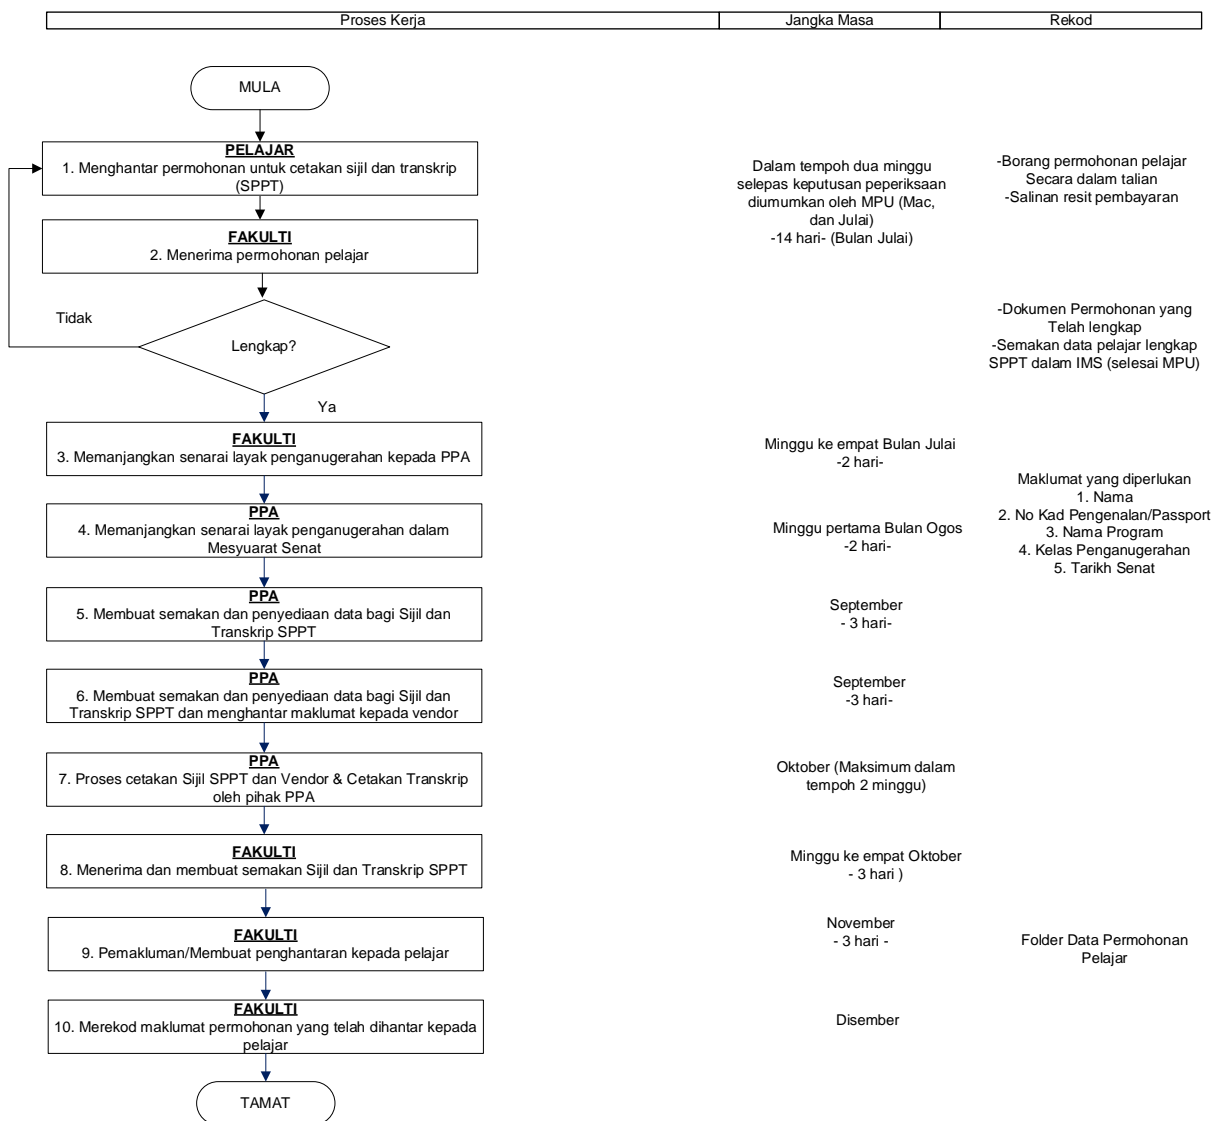 Proses Kerja
Jangka Masa
Rekod
MULA
PELAJAR
1. Menghantar permohonan untuk cetakan sijil dan transkrip
(SPPT)
Dalam tempoh dua minggu
selepas keputusan peperiksaan
diumumkan oleh MPU (Mac,
dan Julai)
-14 hari- (Bulan Julai)
-Borang permohonan pelajar
Secara dalam talian
-Salinan resit pembayaran
FAKULTI
2. Menerima permohonan pelajar
Tidak
Lengkap?
Ya
-Dokumen Permohonan yang
Telah lengkap
-Semakan data pelajar lengkap
SPPT dalam IMS (selesai MPU)
FAKULTI
3. Memanjangkan senarai layak penganugerahan kepada PPA
Minggu ke empat Bulan Julai
-2 hari-
Maklumat yang diperlukan
1. Nama
2. No Kad Pengenalan/Passport
3. Nama Program
4. Kelas Penganugerahan
5. Tarikh Senat
PPA
4. Memanjangkan senarai layak penganugerahan dalam
Mesyuarat Senat
Minggu pertama Bulan Ogos
-2 hari-
PPA
5. Membuat semakan dan penyediaan data bagi Sijil dan
Transkrip SPPT
September
- 3 hari-
PPA
6. Membuat semakan dan penyediaan data bagi Sijil dan
Transkrip SPPT dan menghantar maklumat kepada vendor
September
-3 hari-
PPA
7. Proses cetakan Sijil SPPT dan Vendor & Cetakan Transkrip
oleh pihak PPA
Oktober (Maksimum dalam
tempoh 2 minggu)
FAKULTI
8. Menerima dan membuat semakan Sijil dan Transkrip SPPT
Minggu ke empat Oktober
- 3 hari )
FAKULTI
9. Pemakluman/Membuat penghantaran kepada pelajar
November
- 3 hari -
Folder Data Permohonan
Pelajar
FAKULTI
10. Merekod maklumat permohonan yang telah dihantar kepada
pelajar
Disember
TAMAT